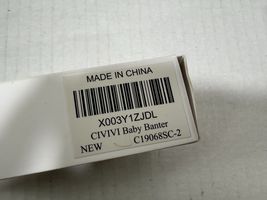 MADE IN CHINA
X003Y1ZJDL
CIVIVI Baby Banter
NEW C19068SC-2